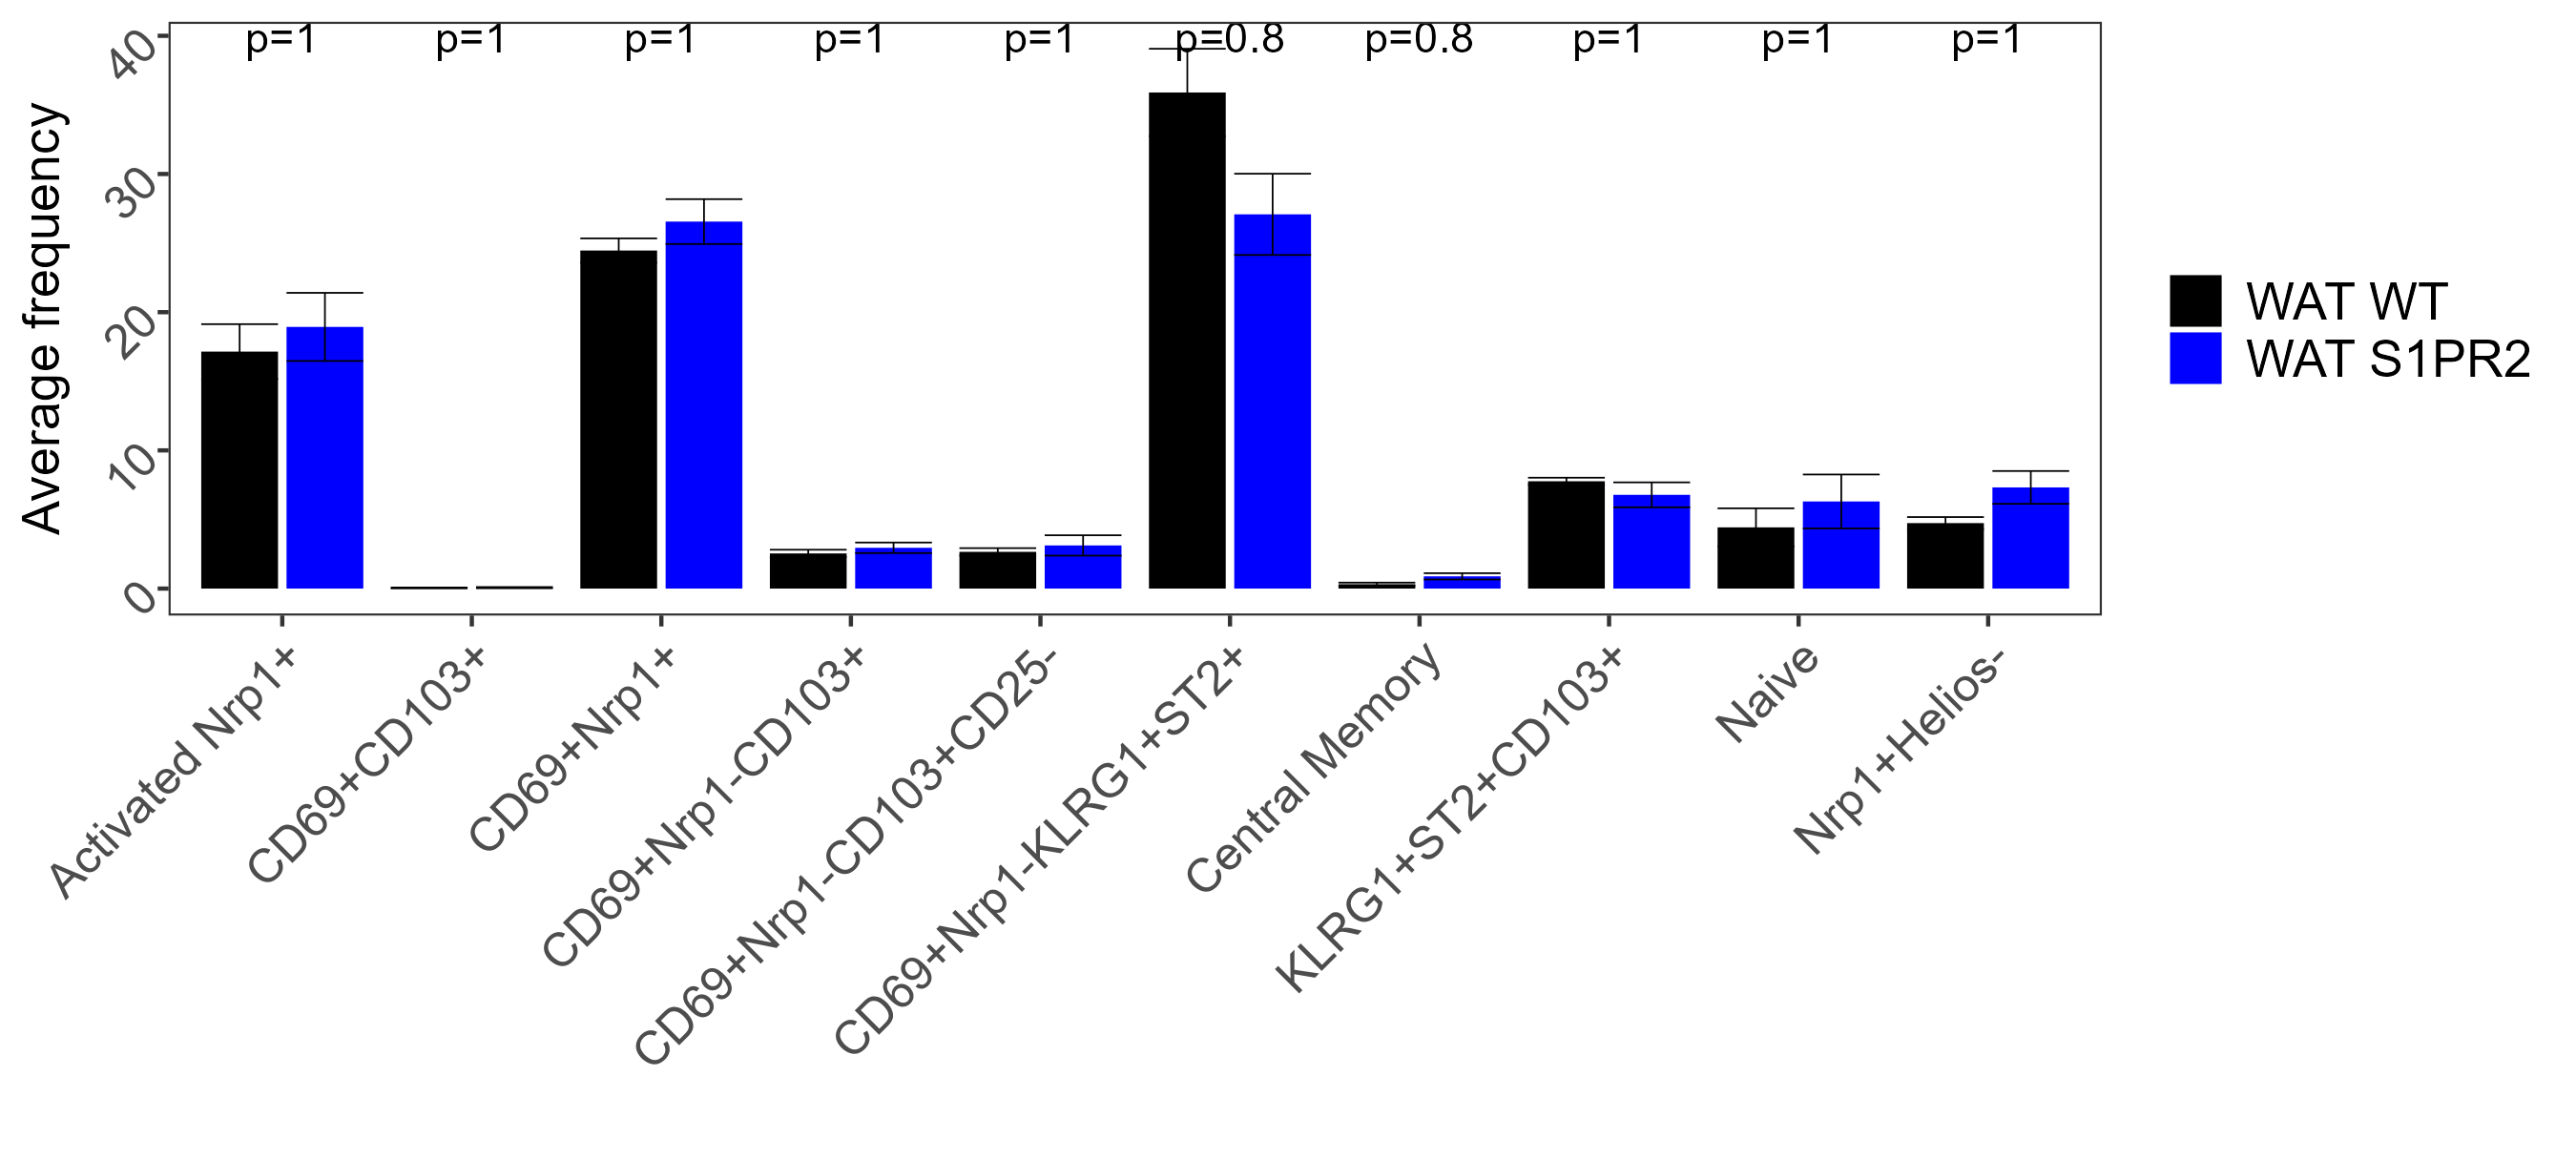 p=1 p=1 p=1 p=1 p=1 p=0.8 p=0.8 p=1 p=1 p=1
40
30
20
10
0
Average frequency
WAT WT
WAT S1PR2
Activated Nrp1+
CD69+CD103+
CD69+Nrp1+
CD69+Nrp1-CD103+
CD69+Nrp1-CD103+CD25-
CD69+Nrp1-KLRG1+ST2+
Central Memory
KLRG1+ST2+CD103+
Naive
Nrp1+Helios-